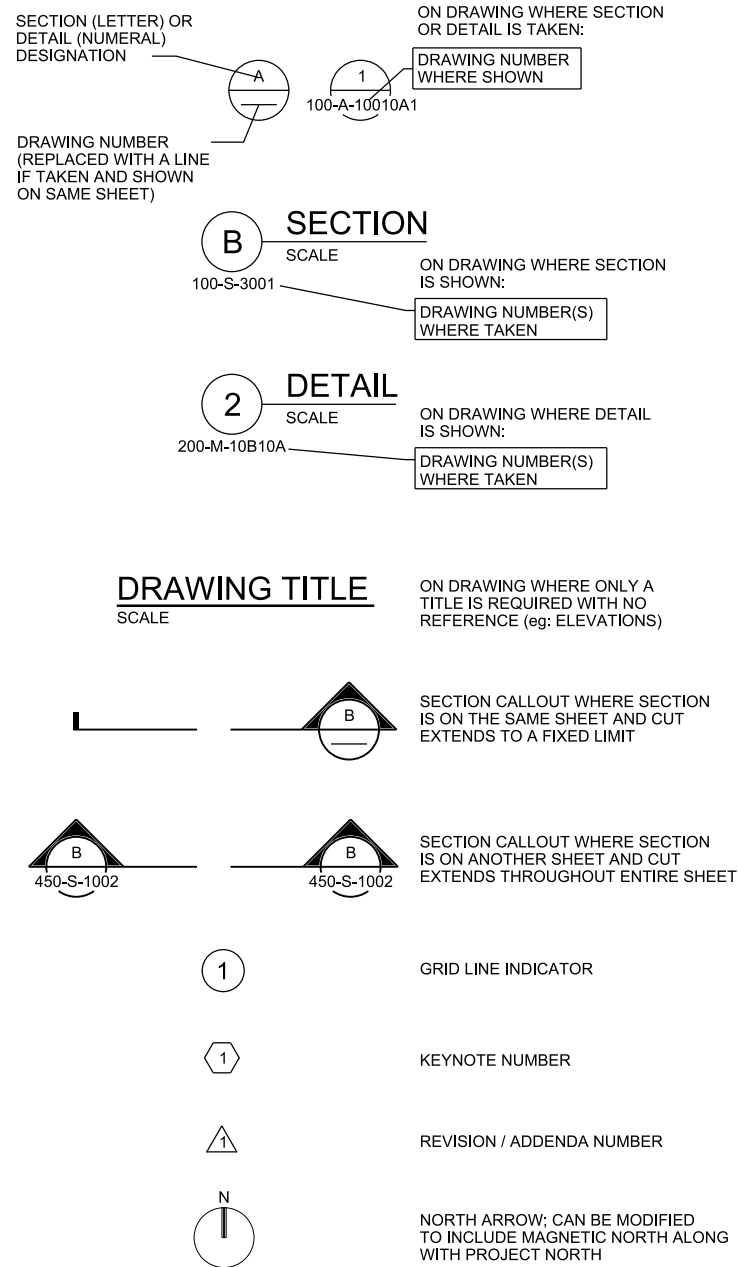 SECTION (LETTER) OR
DETAIL (NUMERAL)
DESIGNATION
A
1
100-A-10010A1
ON DRAWING WHERE SECTION
OR DETAIL IS TAKEN:
DRAWING NUMBER
WHERE SHOWN
DRAWING NUMBER
(REPLACED WITH A LINE
IF TAKEN AND SHOWN
ON SAME SHEET)
B
SECTION
SCALE
100-S-3001
ON DRAWING WHERE SECTION
IS SHOWN:
DRAWING NUMBER(S)
WHERE TAKEN
2
DETAIL
SCALE
200-M-10B10A
ON DRAWING WHERE DETAIL
IS SHOWN:
DRAWING NUMBER(S)
WHERE TAKEN
DRAWING TITLE
SCALE
ON DRAWING WHERE ONLY A
TITLE IS REQUIRED WITH NO
REFERENCE (eg: ELEVATIONS)
B
SECTION CALLOUT WHERE SECTION
IS ON THE SAME SHEET AND CUT
EXTENDS TO A FIXED LIMIT
B
450-S-1002
B
450-S-1002
SECTION CALLOUT WHERE SECTION
IS ON ANOTHER SHEET AND CUT
EXTENDS THROUGHOUT ENTIRE SHEET
1
GRID LINE INDICATOR
1
KEYNOTE NUMBER
1
REVISION / ADDENDA NUMBER
N
NORTH ARROW; CAN BE MODIFIED
TO INCLUDE MAGNETIC NORTH ALONG
WITH PROJECT NORTH